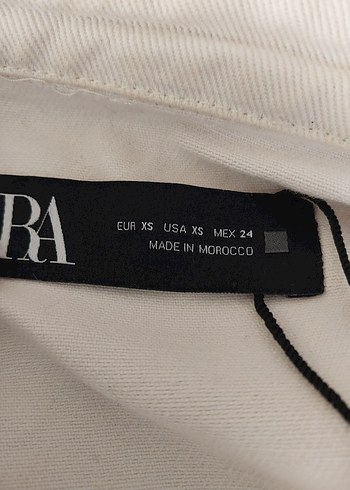 RA
EUR XS USA XS MEX 24
MADE IN MOROCCO